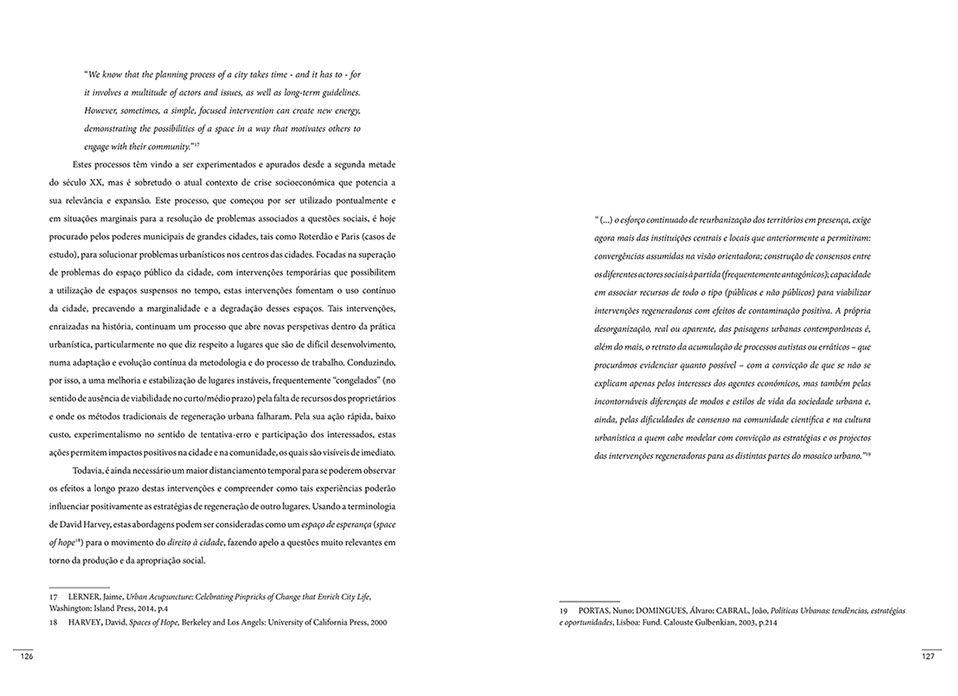 “We know that the planning process of a city takes time - and it has to - for
it involves a multitude of actors and issues, as well as long-term guidelines.
However, sometimes, a simple, focused intervention can create new energy,
demonstrating the possibilities of a space in a way that motivates others to
engage with their community.”17
Estes processos têm vindo a ser experimentados e apurados desde a segunda metade
do século XX, mas é sobretudo o atual contexto de crise socioeconómica que potencia a
sua relevância e expansão. Este processo, que começou por ser utilizado pontualmente e
em situações marginais para a resolução de problemas associados a questões sociais, é hoje
procurado pelos poderes municipais de grandes cidades, tais como Roterdão e Paris (casos de
estudo), para solucionar problemas urbanísticos nos centros das cidades. Focadas na superação
de problemas do espaço público da cidade, com intervenções temporárias que possibilitem
a utilização de espaços suspensos no tempo, estas intervenções fomentam o uso contínuo
da cidade, precavendo a marginalidade e a degradação desses espaços. Tais intervenções,
enraizadas na história, continuam um processo que abre novas perspetivas dentro da prática
urbanística, particularmente no que diz respeito a lugares que são de difícil desenvolvimento,
numa adaptação e evolução contínua da metodologia e do processo de trabalho. Conduzindo,
por isso, a uma melhoria e estabilização de lugares instáveis, frequentemente “congelados” (no
sentido de ausência de viabilidade no curto/médio prazo) pela falta de recursos dos proprietários
e onde os métodos tradicionais de regeneração urbana falharam. Pela sua ação rápida, baixo
custo, experimentalismo no sentido de tentativa-erro e participação dos interessados, estas
ações permitem impactos positivos na cidade e na comunidade, os quais são visíveis de imediato.
Todavia, é ainda necessário um maior distanciamento temporal para se poderem observar
os efeitos a longo prazo destas intervenções e compreender como tais experiências poderão
influenciar positivamente as estratégias de regeneração de outro lugares. Usando a terminologia
de David Harvey, estas abordagens podem ser consideradas como um espaço de esperança (space
of hope18) para o movimento do direito à cidade, fazendo apelo a questões muito relevantes em
torno da produção e da apropriação social.
17 LERNER, Jaime, Urban Acupuncture: Celebrating Pinpricks of Change that Enrich City Life,
Washington: Island Press, 2014, p.4
18 HARVEY, David, Spaces of Hope, Berkeley and Los Angels: University of California Press, 2000
126
“ (...) o esforço continuado de reurbanização dos territórios em presença, exige
agora mais das instituições centrais e locais que anteriormente a permitiram:
convergências assumidas na visão orientadora; construção de consensos entre
os diferentes actores sociais à partida (frequentemente antagónicos); capacidade
em associar recursos de todo o tipo (públicos e não públicos) para viabilizar
intervenções regeneradoras com efeitos de contaminação positiva. A própria
desorganização, real ou aparente, das paisagens urbanas contemporâneas é,
além do mais, o retrato da acumulação de processos autistas ou erráticos – que
procurámos evidenciar quanto possível – com a convicção de que se não se
explicam apenas pelos interesses dos agentes económicos, mas também pelas
incontornáveis diferenças de modos e estilos de vida da sociedade urbana e,
ainda, pelas dificuldades de consenso na comunidade científica e na cultura
urbanística a quem cabe modelar com convicção as estratégias e os projectos
das intervenções regeneradoras para as distintas partes do mosaico urbano.”19
19 PORTAS, Nuno; DOMINGUES, Álvaro; CABRAL, João, Políticas Urbanas: tendências, estratégias
e oportunidades, Lisboa: Fund. Calouste Gulbenkian, 2003, p.214
127